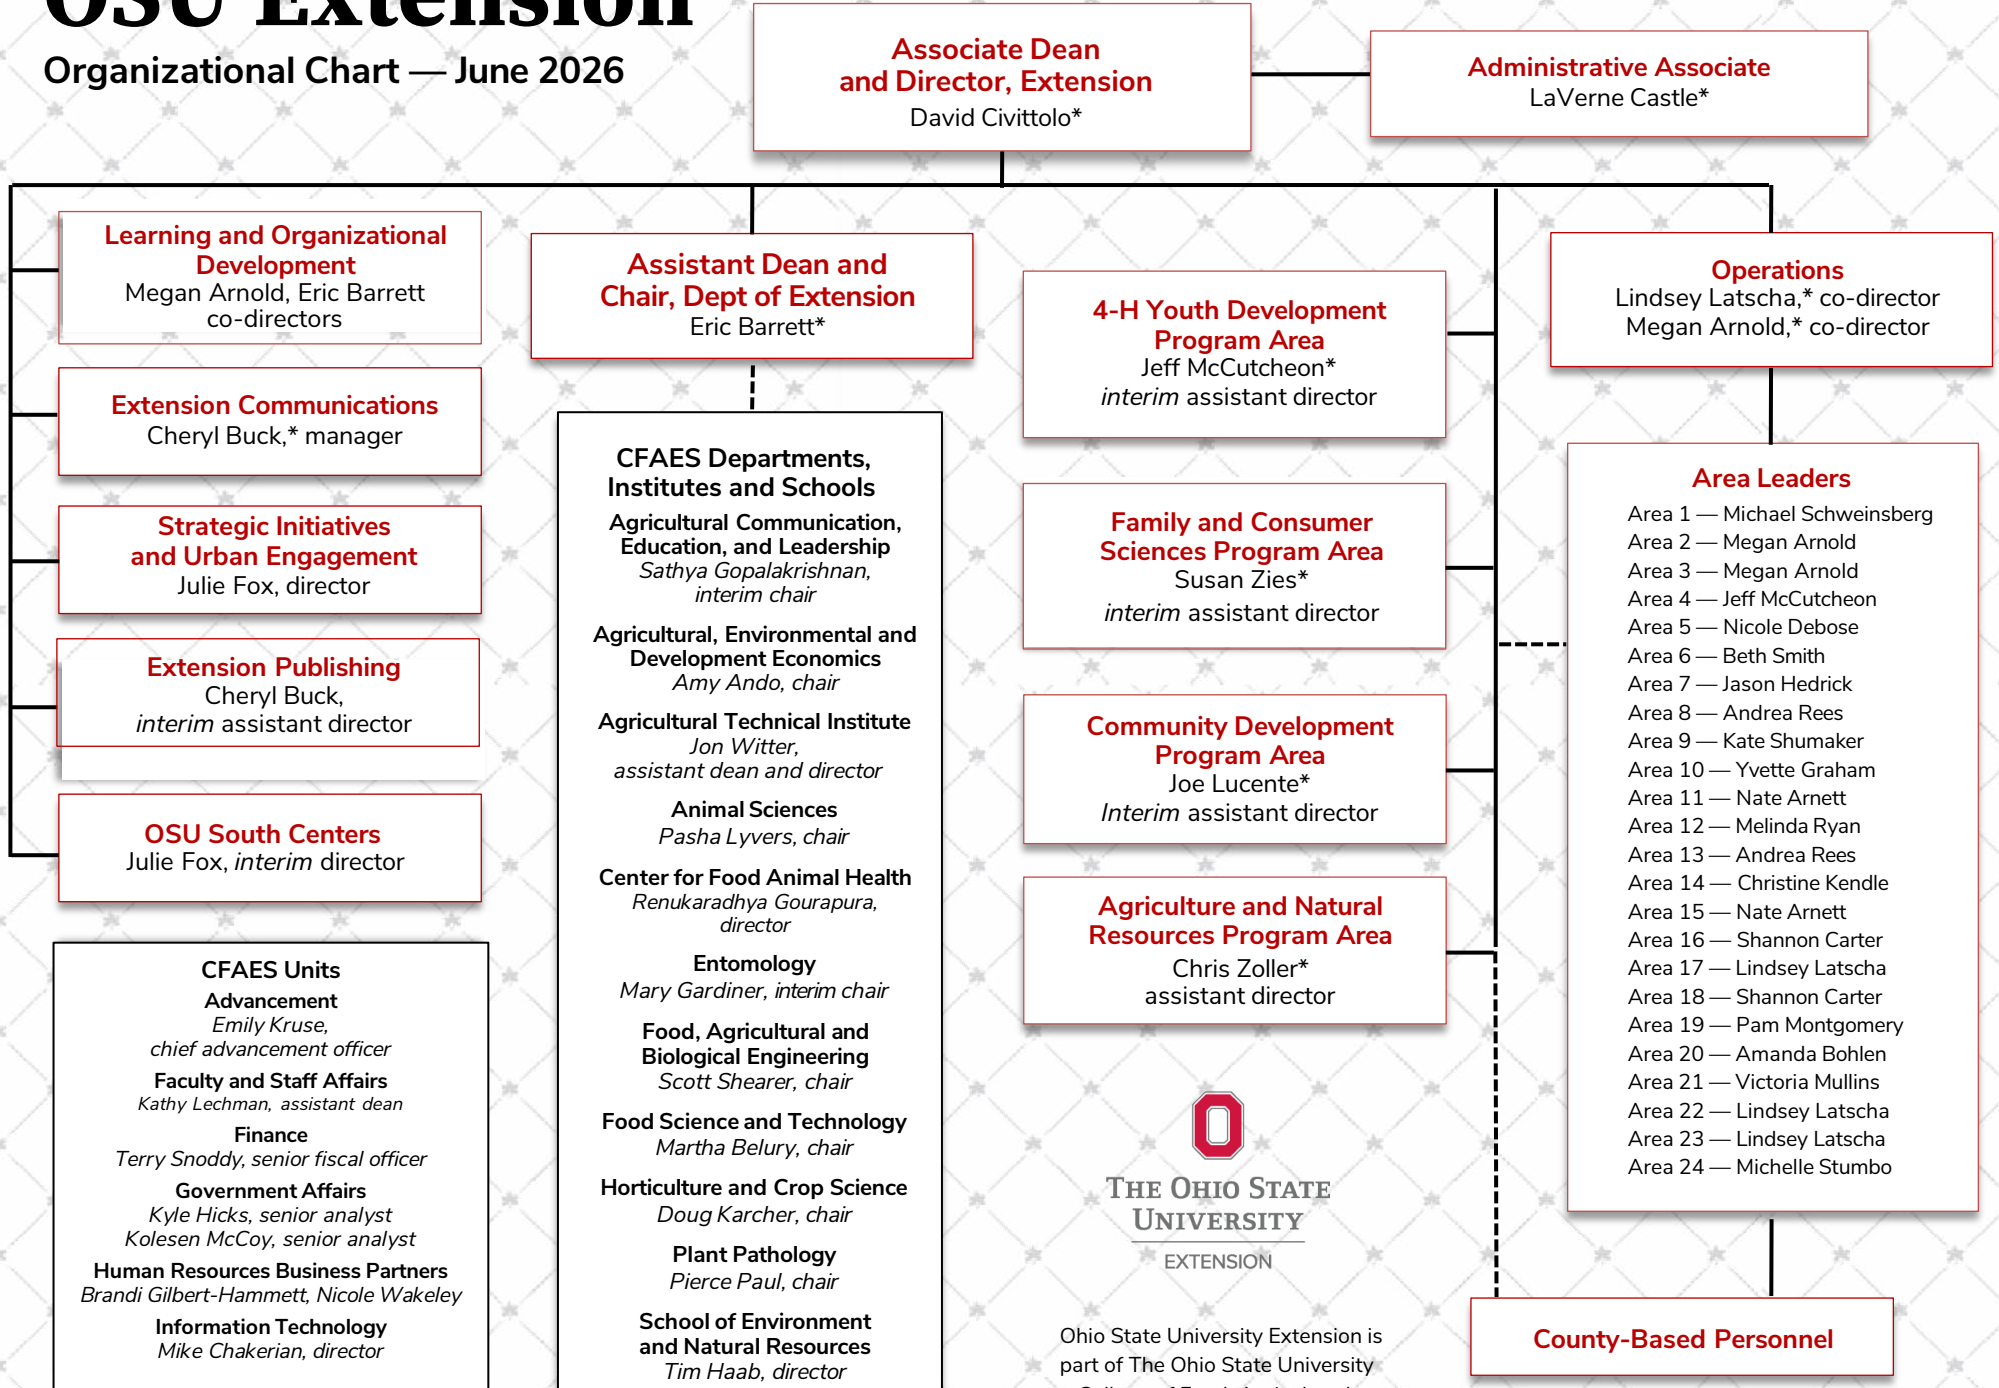 OSU Extension
Organizational Chart — June 2026
Associate Dean
and Director, Extension
David Civittolo*
Administrative Associate
LaVerne Castle*
Learning and Organizational
Development
Megan Arnold, Eric Barrett
co-directors
Extension Communications
Cheryl Buck,* manager
Strategic Initiatives
and Urban Engagement
Julie Fox, director
Extension Publishing
Cheryl Buck,
interim assistant director
OSU South Centers
Julie Fox, interim director
CFAES Units
Advancement
Emily Kruse,
chief advancement officer
Faculty and Staff Affairs
Kathy Lechman, assistant dean
Finance
Terry Snoddy, senior fiscal officer
Government Affairs
Kyle Hicks, senior analyst
Kolesen McCoy, senior analyst
Human Resources Business Partners
Brandi Gilbert-Hammett, Nicole Wakeley
Information Technology
Mike Chakerian, director
Assistant Dean and
Chair, Dept of Extension
Eric Barrett*
CFAES Departments,
Institutes and Schools
Agricultural Communication,
Education, and Leadership
Sathya Gopalakrishnan,
interim chair
Agricultural, Environmental and
Development Economics
Amy Ando, chair
Agricultural Technical Institute
Jon Witter,
assistant dean and director
Animal Sciences
Pasha Lyvers, chair
Center for Food Animal Health
Renukaradhya Gourapura,
director
Entomology
Mary Gardiner, interim chair
Food, Agricultural and
Biological Engineering
Scott Shearer, chair
Food Science and Technology
Martha Belury, chair
Horticulture and Crop Science
Doug Karcher, chair
Plant Pathology
Pierce Paul, chair
School of Environment
and Natural Resources
Tim Haab, director
4-H Youth Development
Program Area
Jeff McCutcheon*
interim assistant director
Family and Consumer
Sciences Program Area
Susan Zies*
interim assistant director
Community Development
Program Area
Joe Lucente*
Interim assistant director
Agriculture and Natural
Resources Program Area
Chris Zoller*
assistant director
THE OHIO STATE
UNIVERSITY
EXTENSION
Ohio State University Extension is
part of The Ohio State University
Operations
Lindsey Latscha,* co-director
Megan Arnold,* co-director
Area Leaders
Area 1 — Michael Schweinsberg
Area 2 — Megan Arnold
Area 3 — Megan Arnold
Area 4 — Jeff McCutcheon
Area 5 — Nicole Debose
Area 6 — Beth Smith
Area 7 — Jason Hedrick
Area 8 — Andrea Rees
Area 9 — Kate Shumaker
Area 10 — Yvette Graham
Area 11 — Nate Arnett
Area 12 — Melinda Ryan
Area 13 — Andrea Rees
Area 14 — Christine Kendle
Area 15 — Nate Arnett
Area 16 — Shannon Carter
Area 17 — Lindsey Latscha
Area 18 — Shannon Carter
Area 19 — Pam Montgomery
Area 20 — Amanda Bohlen
Area 21 — Victoria Mullins
Area 22 — Lindsey Latscha
Area 23 — Lindsey Latscha
Area 24 — Michelle Stumbo
County-Based Personnel